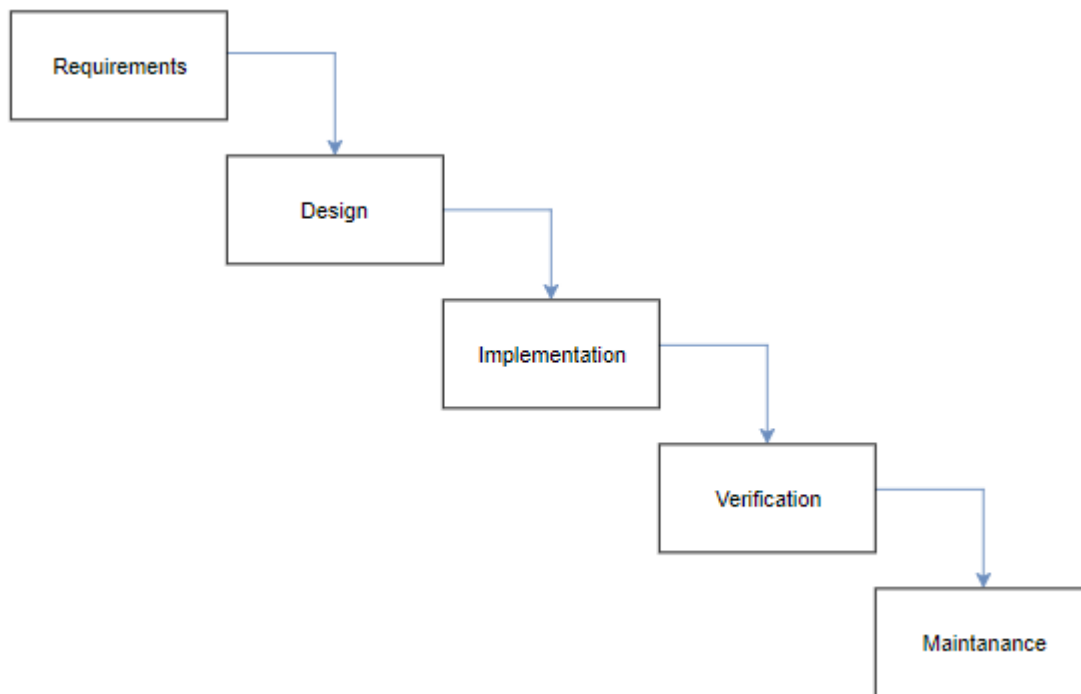 Requirements
Design
Implementation
Verification
Maintanance